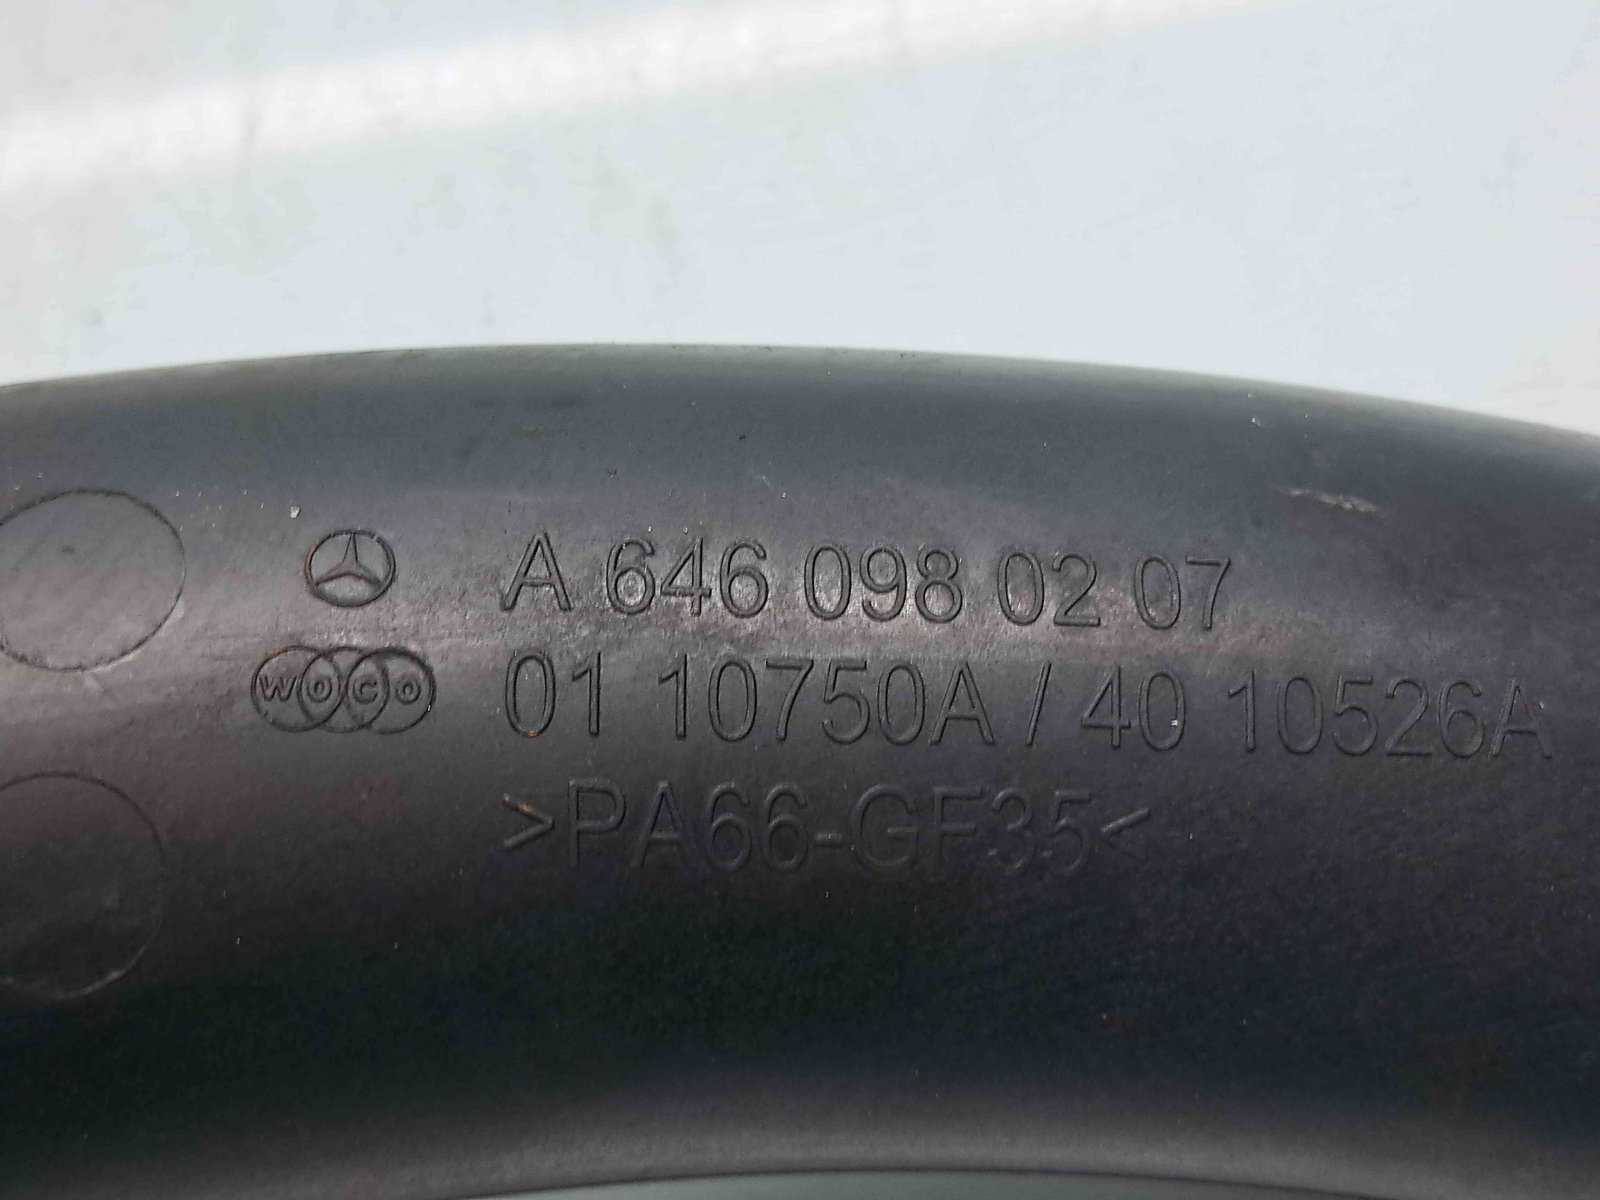 A 646 098 02 07
WOCO 01 10750A / 40 10526A
>PA66-GF35<